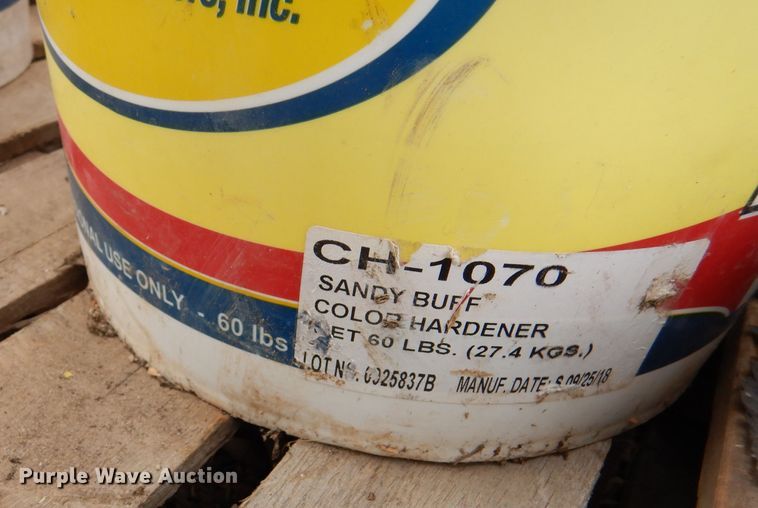 Inc.
USE ONLY - 60 lbs
CH-1070
SANDY BUFF
COLOR HARDENER
NET 60 LBS. (27.4 KGS.)
LOT NO. 0025837B MANUF. DATE: S 09/25/18
Purple Wave Auction